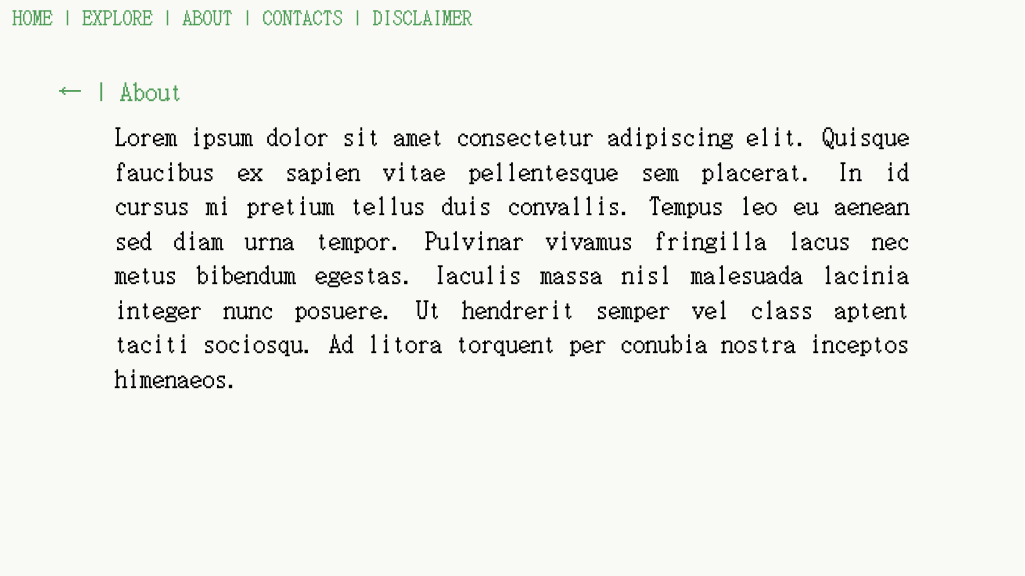 HOME | EXPLORE | ABOUT | CONTACTS | DISCLAIMER
← | About
Lorem ipsum dolor sit amet consectetur adipiscing elit. Quisque
faucibus ex sapien vitae pellentesque sem placerat. In id
cursus mi pretium tellus duis convallis. Tempus leo eu aenean
sed diam urna tempor. Pulvinar vivamus fringilla lacus nec
metus bibendum egestas. Iaculis massa nisl malesuada lacinia
integer nunc posuere. Ut hendrerit semper vel class aptent
taciti sociosqu. Ad litora torquent per conubia nostra inceptos
himenaeos.